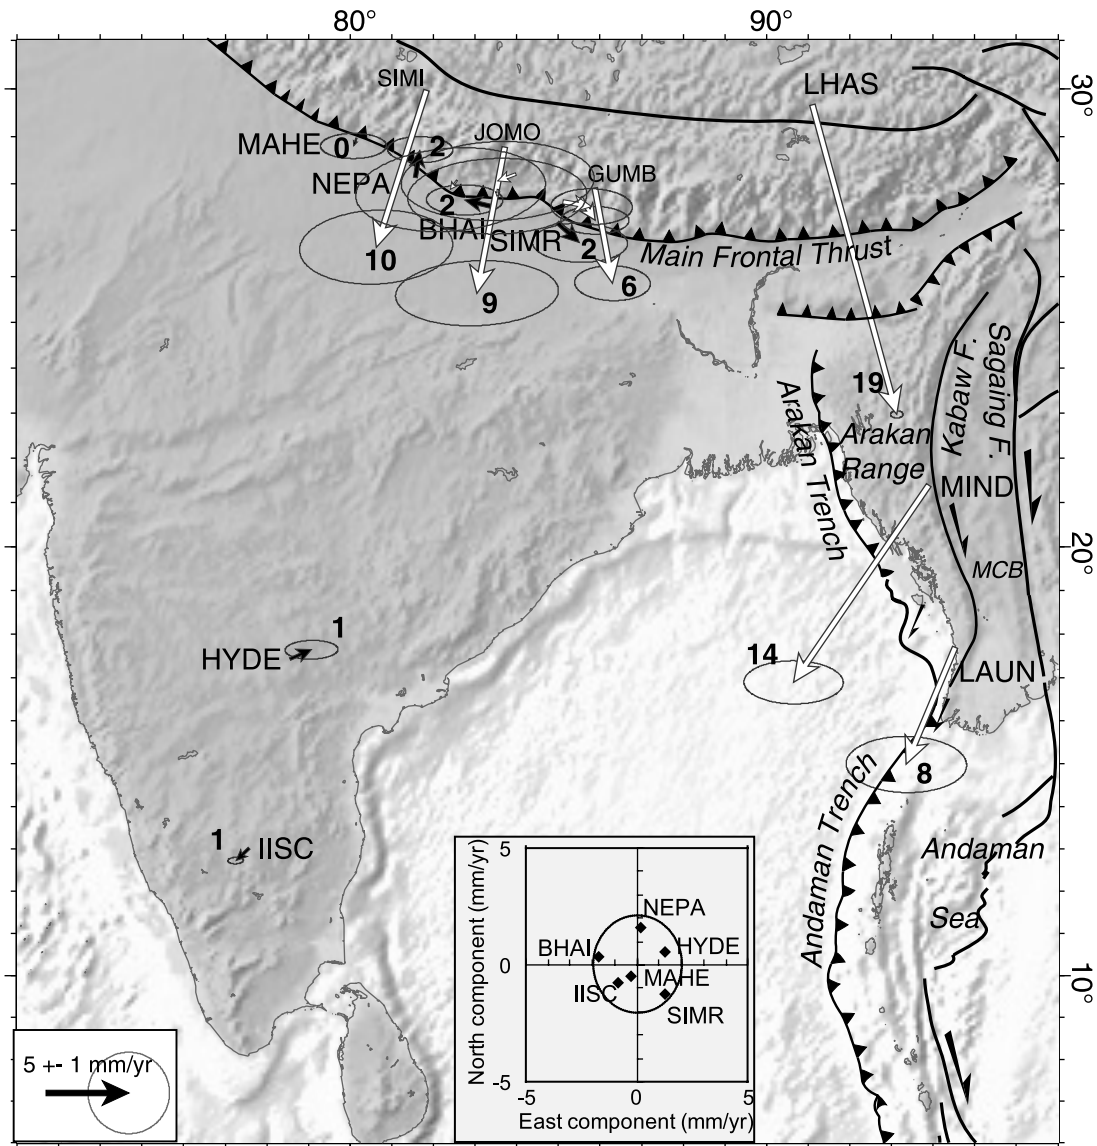 80°
90°
30°
SIMI
LHAS
MAHE
0
2
JOMO
NEPA
GUMB
2
BHAI
SIMR
2
Main Frontal Thrust
10
9
6
19
Arakan Trench
Arakan
Range
Kabaw F.
Sagaing F.
MIND
20°
MCB
1
HYDE
14
LAUN
8
Andaman Trench
1
IISC
Andaman
Sea
10°
5 +- 1 mm/yr
5
0
-5
-5
0
5
North component (mm/yr)
East component (mm/yr)
NEPA
BHAI
HYDE
MAHE
IISC
SIMR